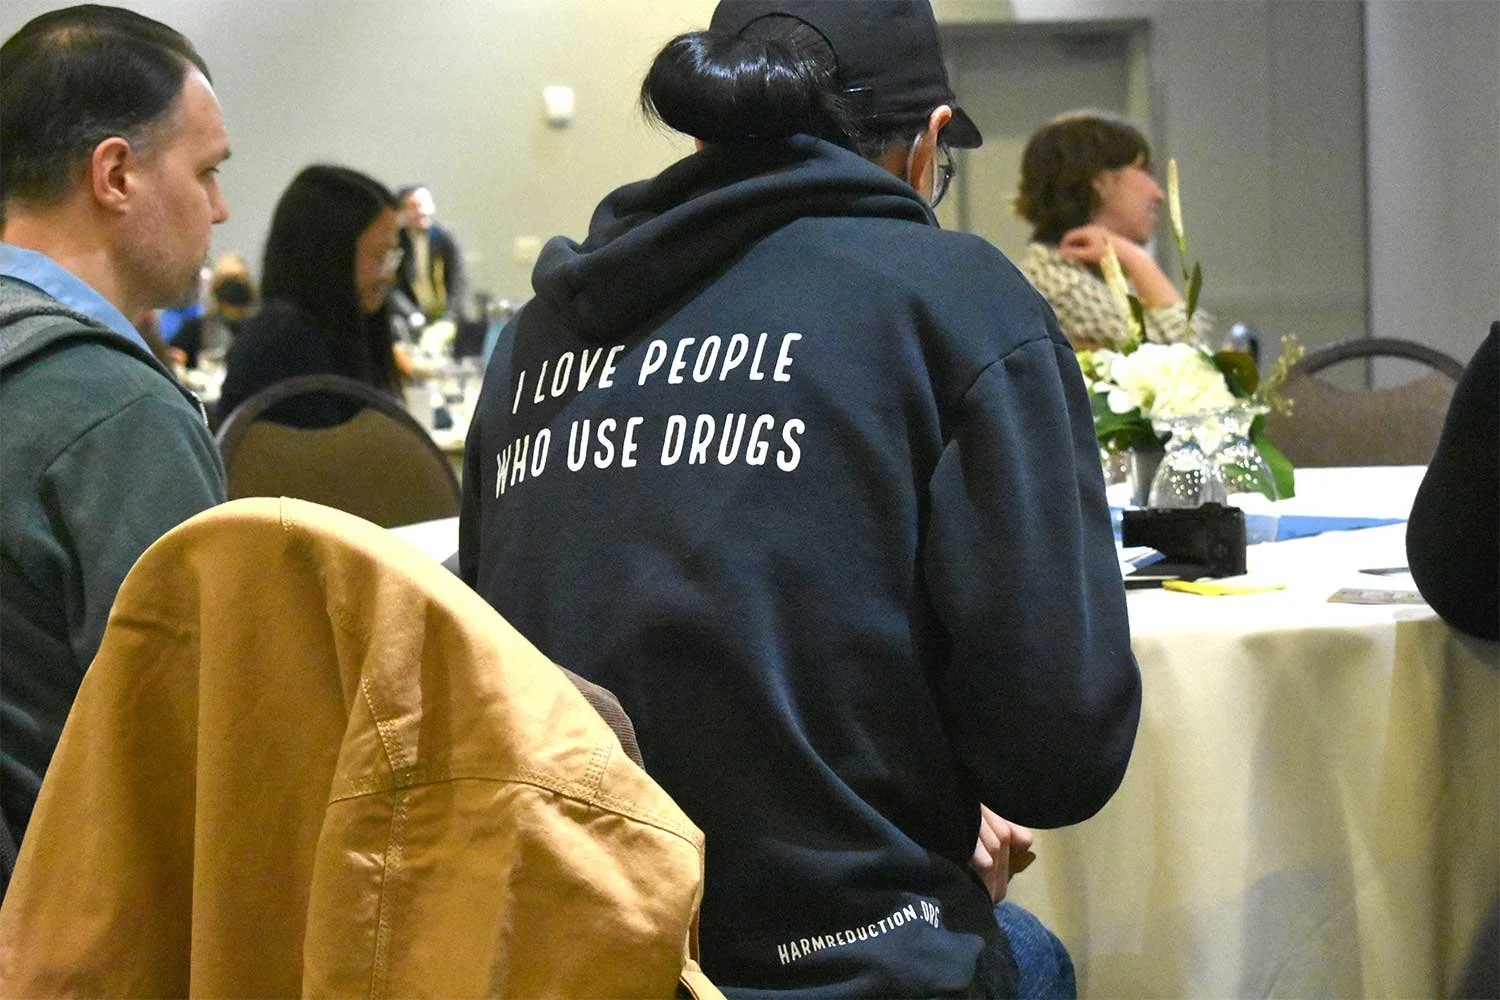 I LOVE PEOPLE
WHO USE DRUGS
HARMREDUCTION.ORG